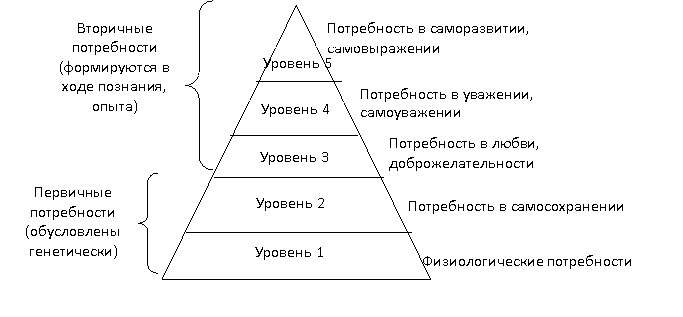 Вторичные
потребности
(формируются в
ходе познания,
опыта)
Первичные
потребности
(обусловлены
генетически)
Уровень 5
Уровень 4
Уровень 3
Уровень 2
Уровень 1
Потребность в саморазвитии,
самовыражении
Потребность в уважении,
самоуважении
Потребность в любви,
доброжелательности
Потребность в самосохранении
Физиологические потребности